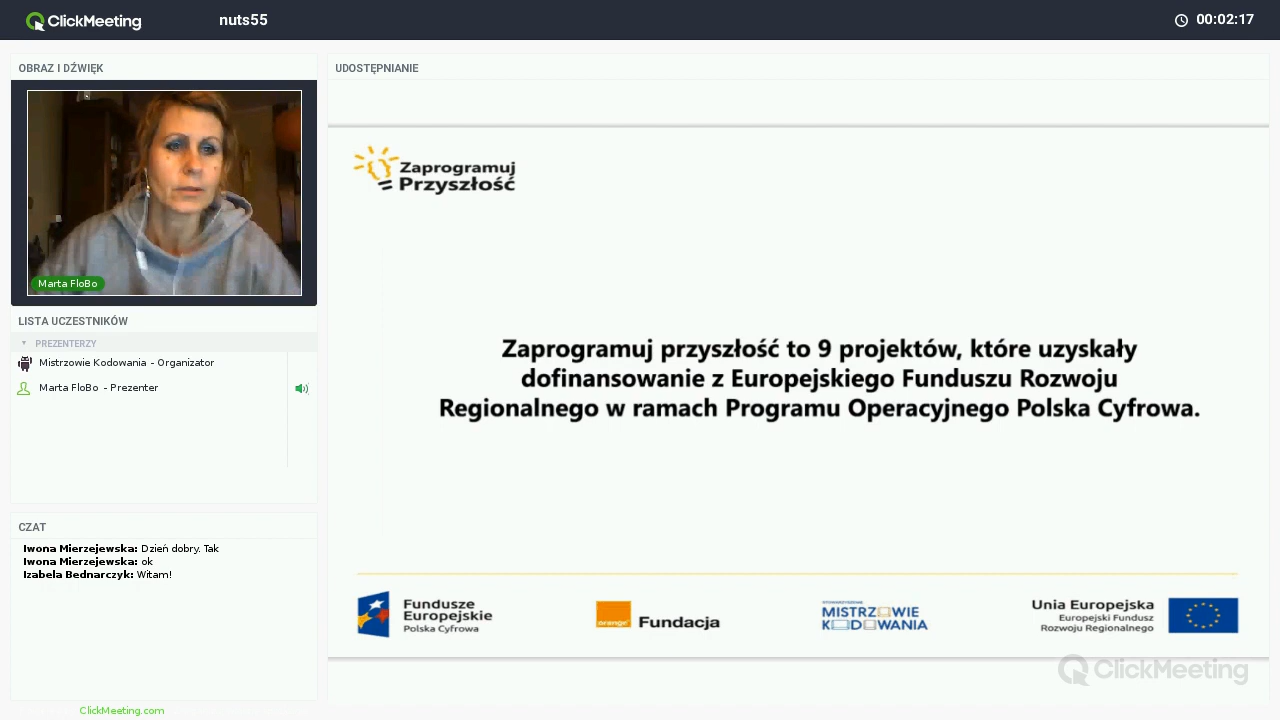 ClickMeeting
nuts55
00:02:17
OBRAZ I DŹWIĘK
Marta FloBo
LISTA UCZESTNIKÓW
PREZENTERZY
Mistrzowie Kodowania - Organizator
Marta FloBo - Prezenter
CZAT
Iwona Mierzejewska: Dzień dobry. Tak
Iwona Mierzejewska: ok
Izabela Bednarczyk: Witam!
ClickMeeting.com
UDOSTĘPNIANIE
Zaprogramuj
Przyszłość
Zaprogramuj przyszłość to 9 projektów, które uzyskały
dofinansowanie z Europejskiego Funduszu Rozwoju
Regionalnego w ramach Programu Operacyjnego Polska Cyfrowa.
Fundusze
Europejskie
Polska Cyfrowa
orange
Fundacja
STOWARZYSZENIE
MISTRZOWIE
KODOWANIA
Unia Europejska
Europejski Fundusz
Rozwoju Regionalnego
ClickMeeting